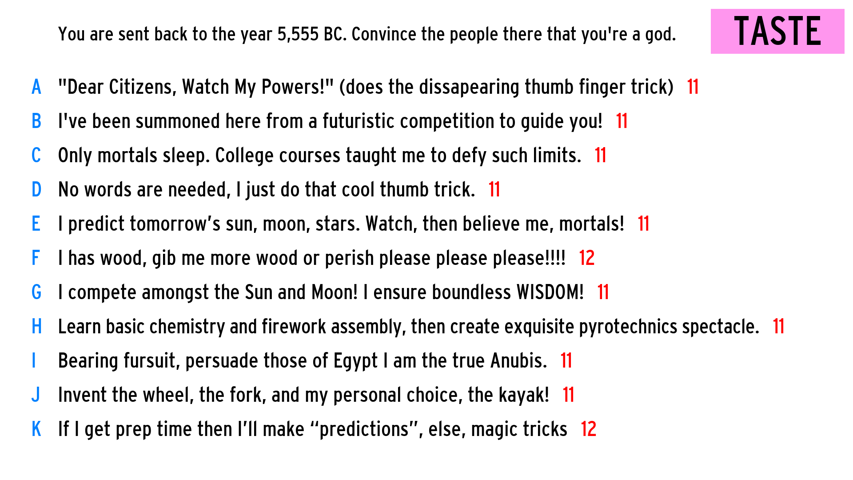 You are sent back to the year 5,555 BC. Convince the people there that you're a god.
TASTE
A "Dear Citizens, Watch My Powers!" (does the dissapearing thumb finger trick) 11
B I've been summoned here from a futuristic competition to guide you! 11
C Only mortals sleep. College courses taught me to defy such limits. 11
D No words are needed, I just do that cool thumb trick. 11
E I predict tomorrow’s sun, moon, stars. Watch, then believe me, mortals! 11
F I has wood, gib me more wood or perish please please please!!!! 12
G I compete amongst the Sun and Moon! I ensure boundless WISDOM! 11
H Learn basic chemistry and firework assembly, then create exquisite pyrotechnics spectacle. 11
I Bearing fursuit, persuade those of Egypt I am the true Anubis. 11
J Invent the wheel, the fork, and my personal choice, the kayak! 11
K If I get prep time then I’ll make “predictions”, else, magic tricks 12